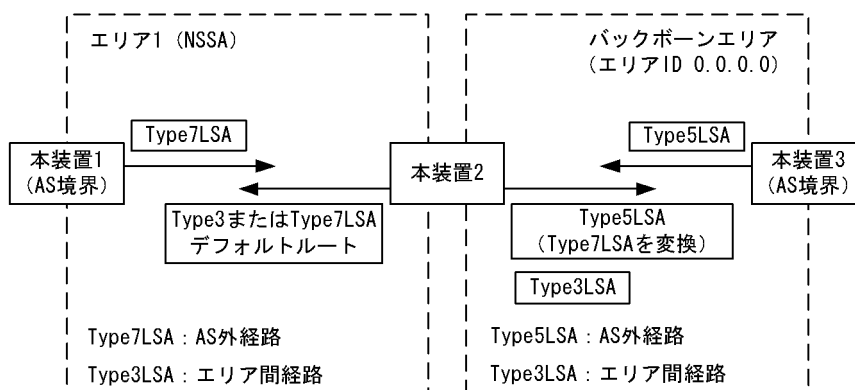 エリア1 (NSSA)
バックボーンエリア
(エリアID 0.0.0.0)
Type7LSA
Type5LSA
本装置1
(AS境界)
本装置2
本装置3
(AS境界)
Type3またはType7LSA
デフォルトルート
Type5LSA
(Type7LSAを変換)
Type3LSA
Type7LSA：AS外経路
Type3LSA：エリア間経路
Type5LSA：AS外経路
Type3LSA：エリア間経路